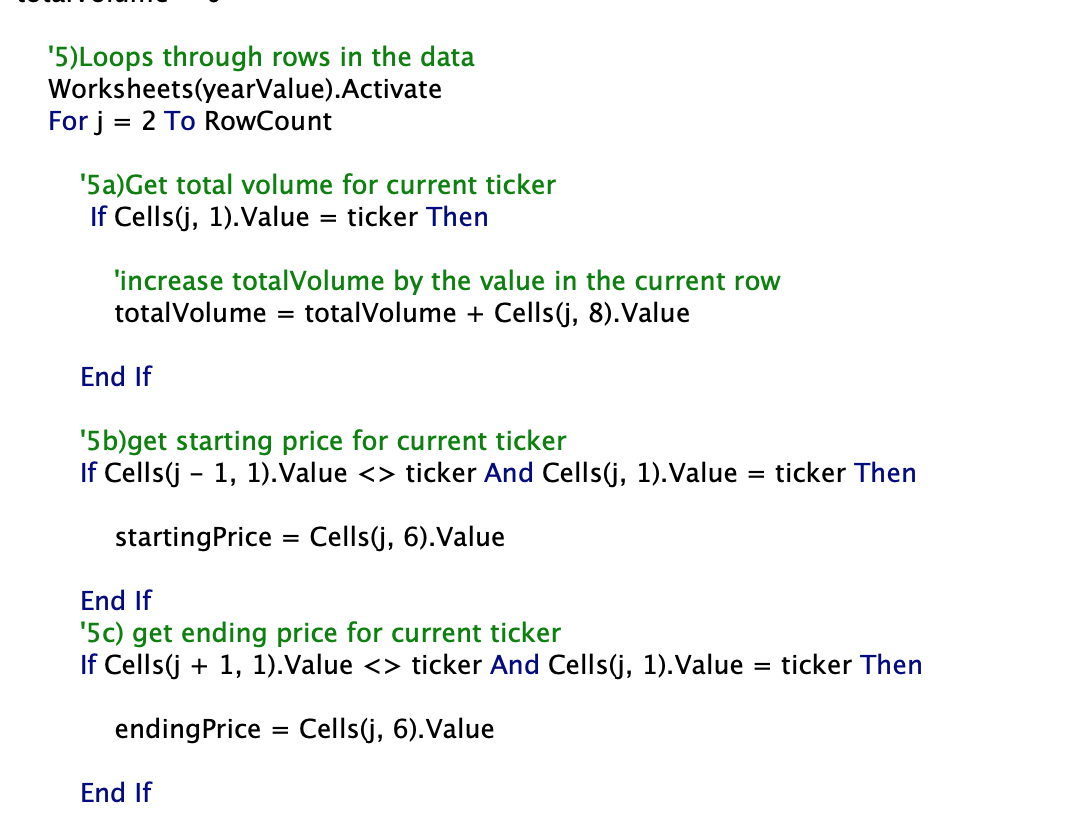 '5)Loops through rows in the data
Worksheets(yearValue).Activate
For j = 2 To RowCount
'5a)Get total volume for current ticker
If Cells(j, 1).Value = ticker Then
'increase totalVolume by the value in the current row
totalVolume = totalVolume + Cells(j, 8).Value
End If
'5b)get starting price for current ticker
If Cells(j - 1, 1).Value <> ticker And Cells(j, 1).Value = ticker Then
startingPrice = Cells(j, 6).Value
End If
'5c) get ending price for current ticker
If Cells(j + 1, 1).Value <> ticker And Cells(j, 1).Value = ticker Then
endingPrice = Cells(j, 6).Value
End If